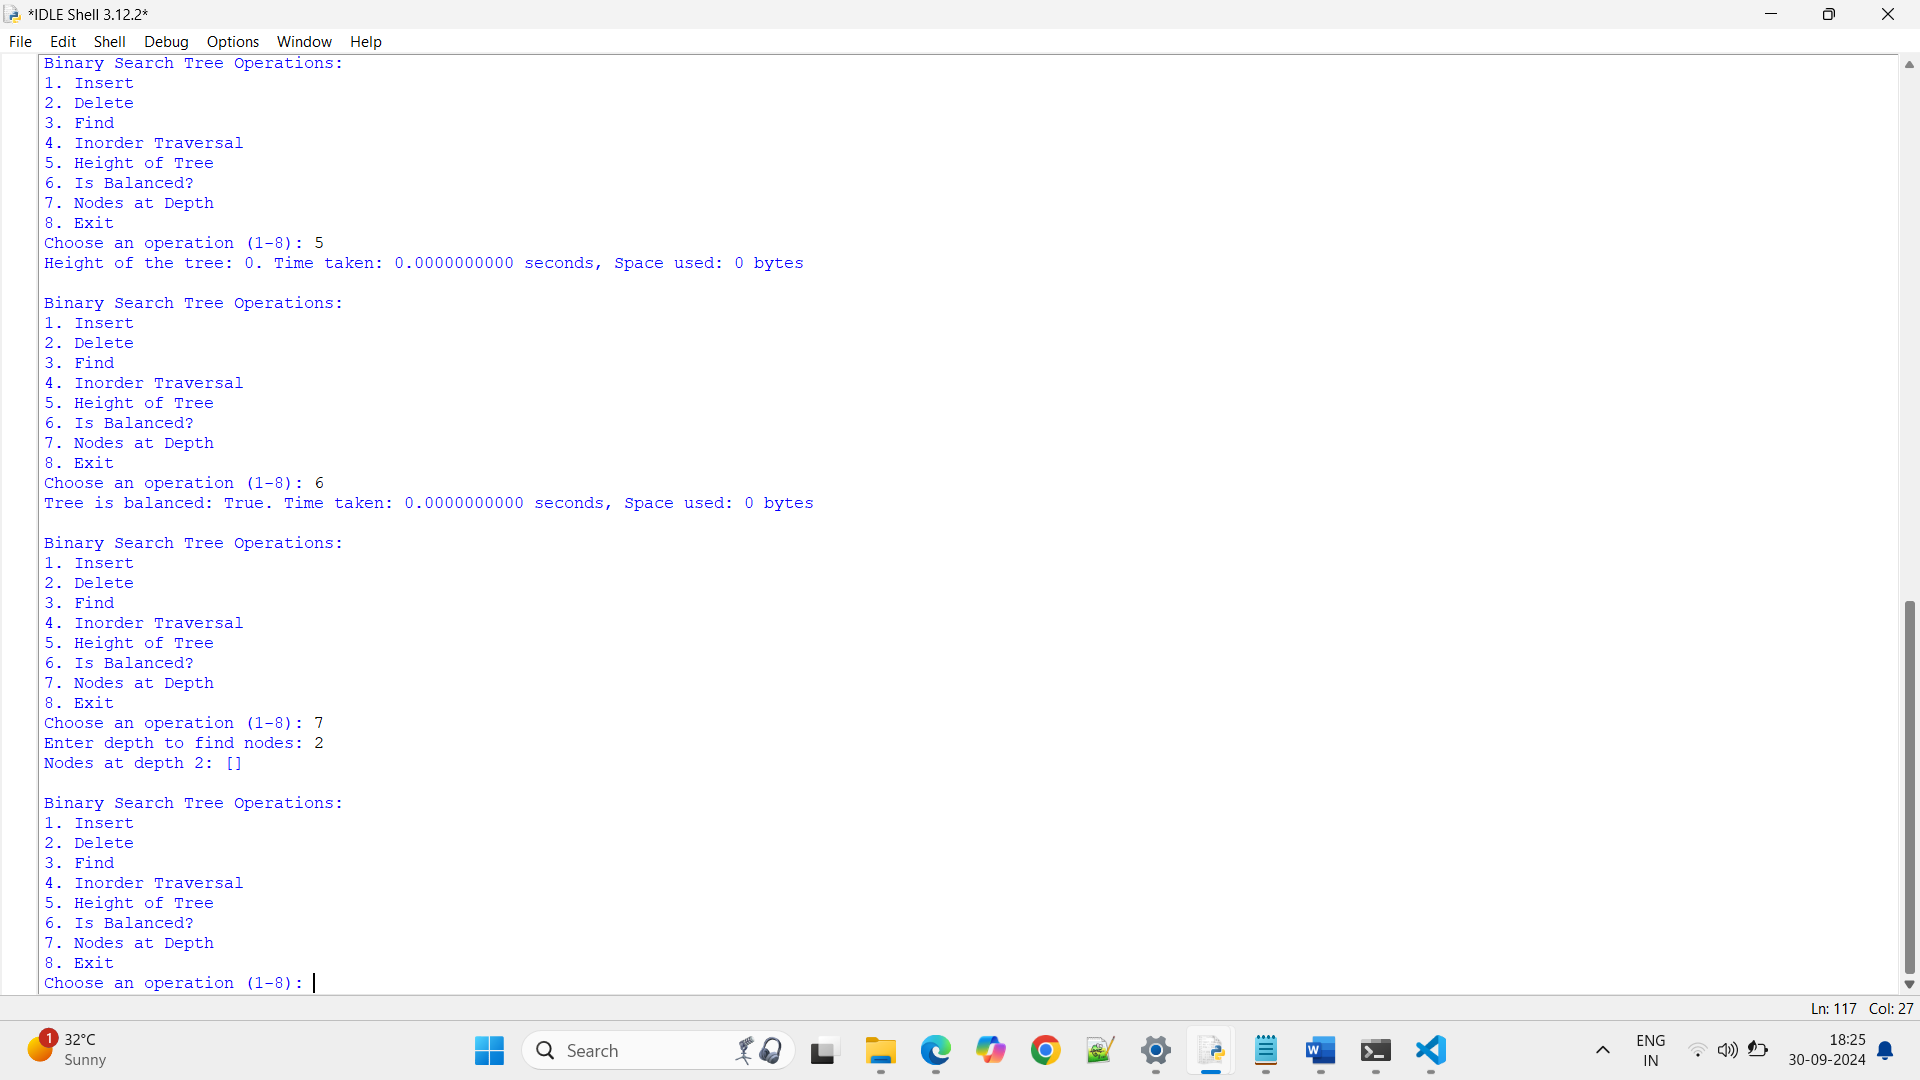 *IDLE Shell 3.12.2*
File Edit Shell Debug Options Window Help
Binary Search Tree Operations:
1. Insert
2. Delete
3. Find
4. Inorder Traversal
5. Height of Tree
6. Is Balanced?
7. Nodes at Depth
8. Exit
Choose an operation (1-8): 5
Height of the tree: 0. Time taken: 0.0000000000 seconds, Space used: 0 bytes
Binary Search Tree Operations:
1. Insert
2. Delete
3. Find
4. Inorder Traversal
5. Height of Tree
6. Is Balanced?
7. Nodes at Depth
8. Exit
Choose an operation (1-8): 6
Tree is balanced: True. Time taken: 0.0000000000 seconds, Space used: 0 bytes
Binary Search Tree Operations:
1. Insert
2. Delete
3. Find
4. Inorder Traversal
5. Height of Tree
6. Is Balanced?
7. Nodes at Depth
8. Exit
Choose an operation (1-8): 7
Enter depth to find nodes: 2
Nodes at depth 2: []
Binary Search Tree Operations:
1. Insert
2. Delete
3. Find
4. Inorder Traversal
5. Height of Tree
6. Is Balanced?
7. Nodes at Depth
8. Exit
Choose an operation (1-8):
Ln: 117 Col: 27
1
32°C
Sunny
Search
W
ENG
IN
18:25
30-09-2024